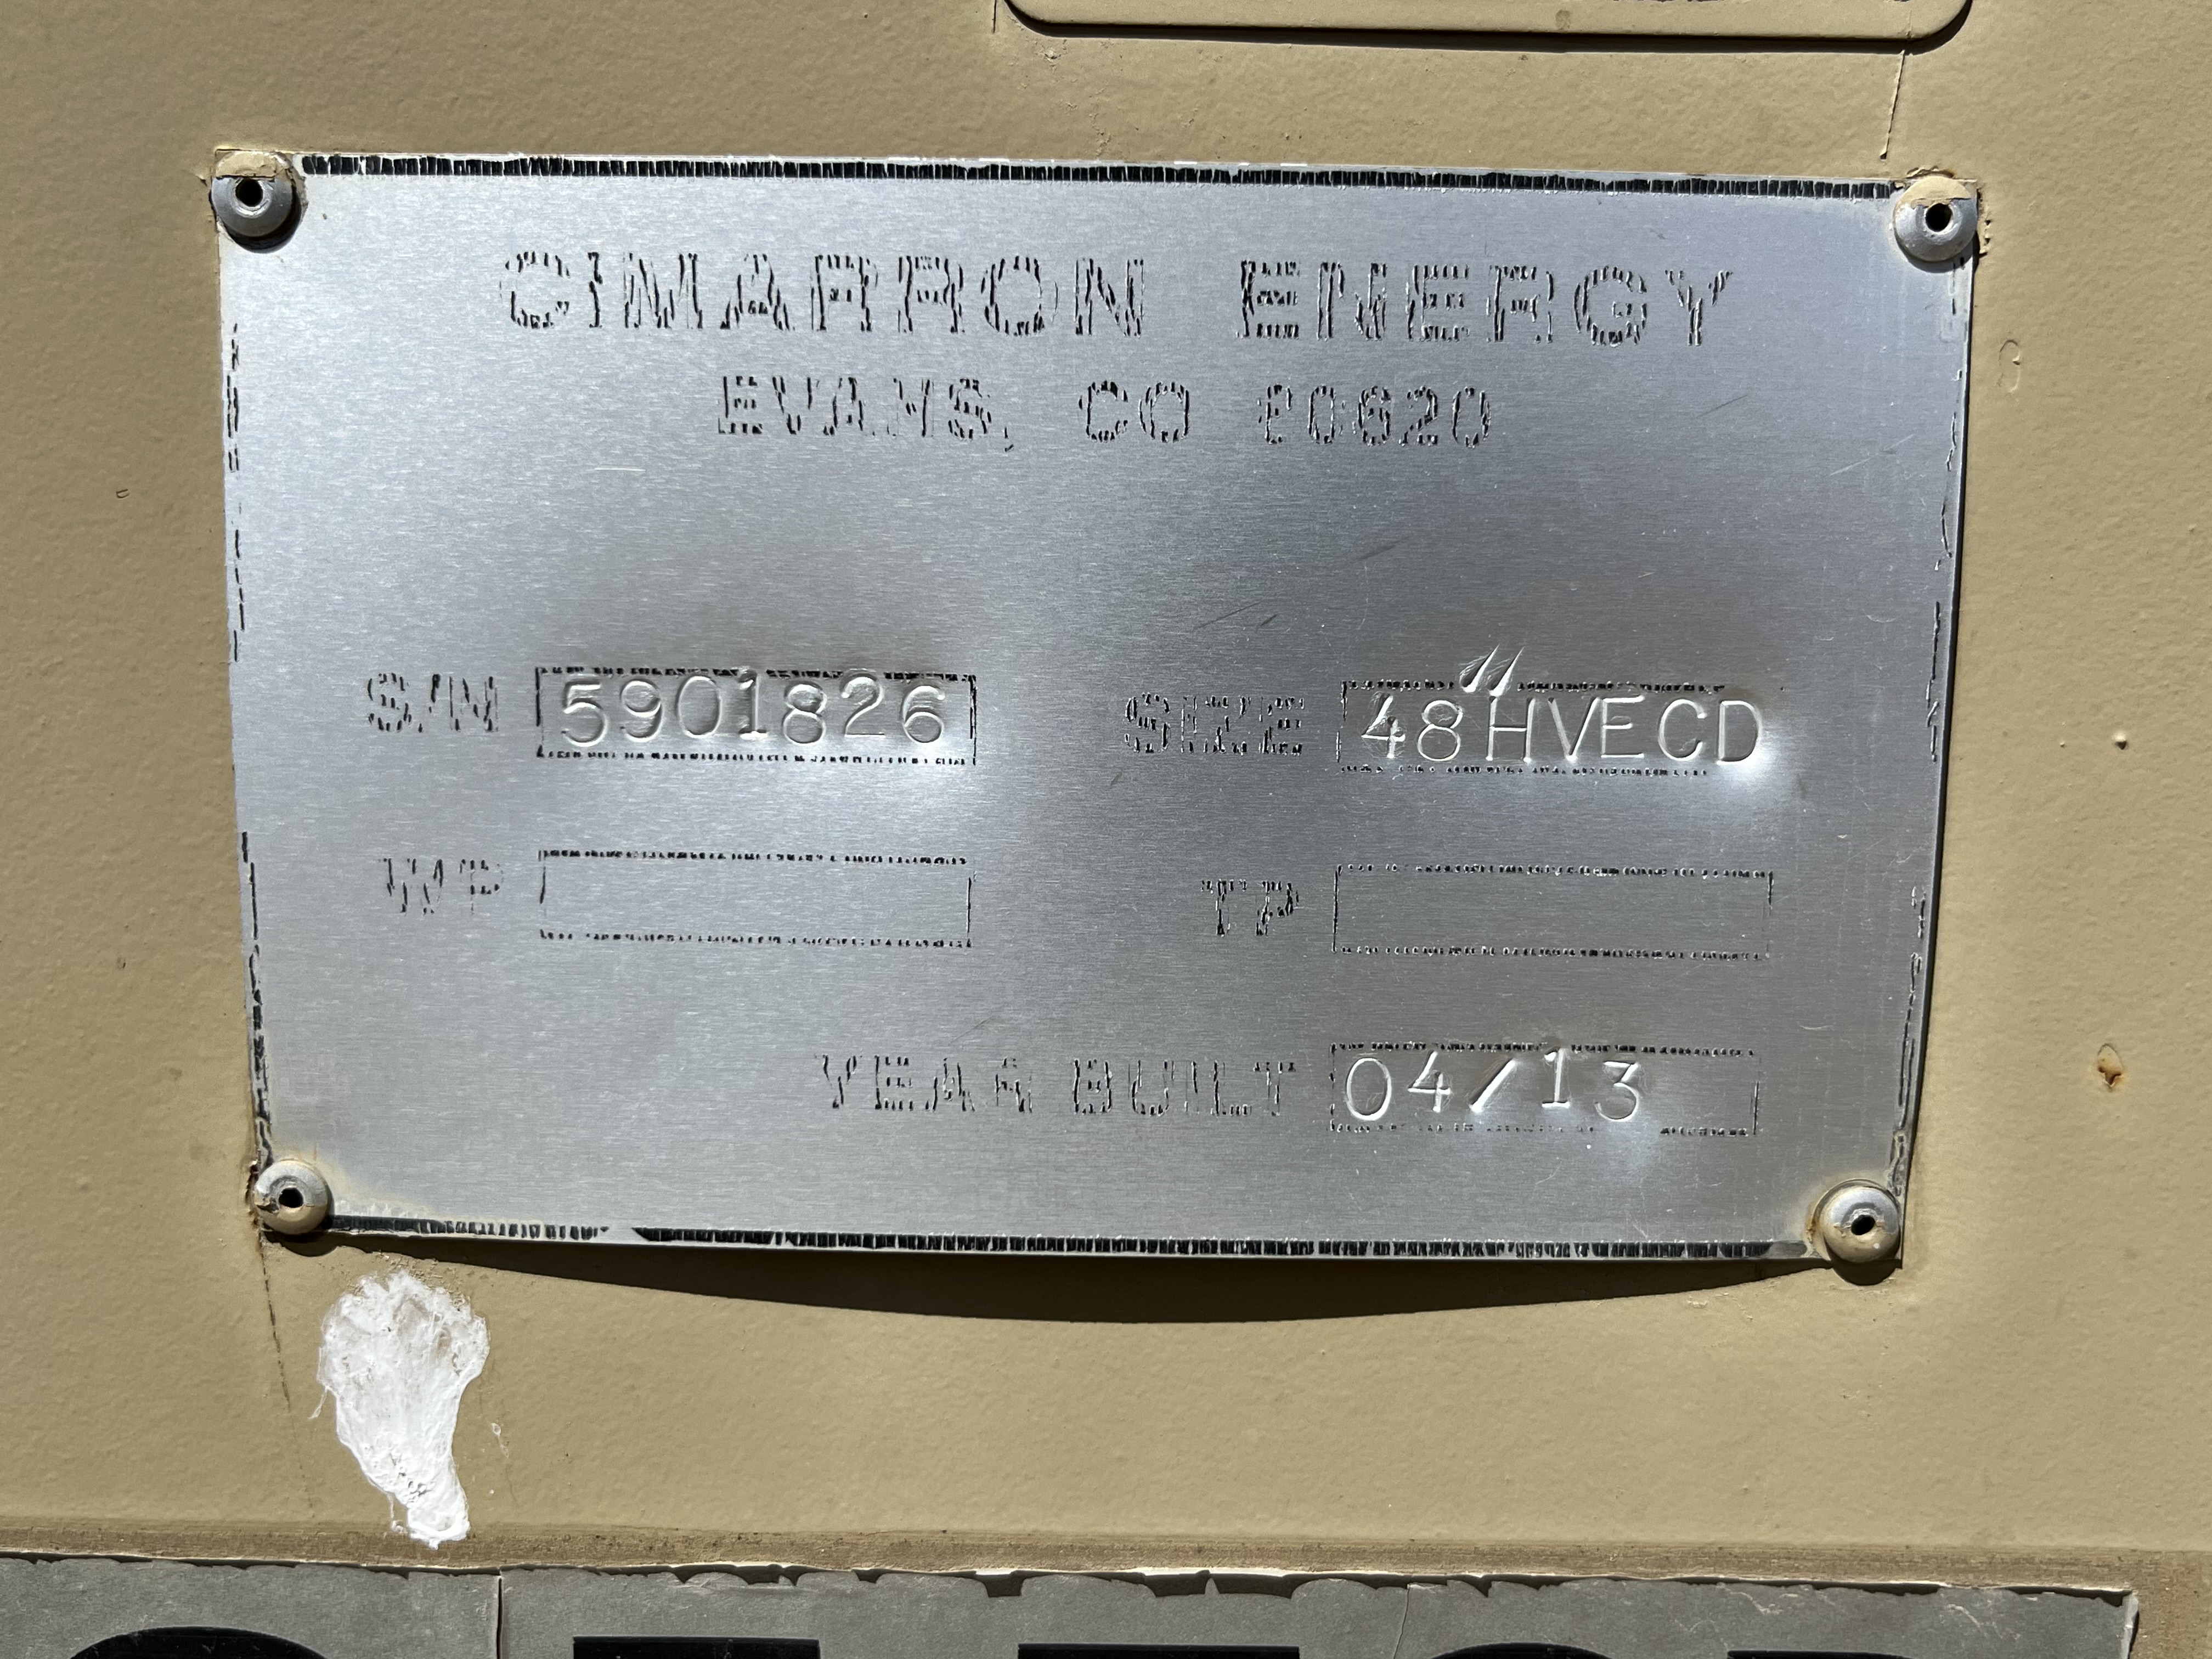 CIMARRON ENERGY
EVANS, CO 80620
S/N 5901826 SIZE 48"HVECD
WP TP
YEAR BUILT 04/13